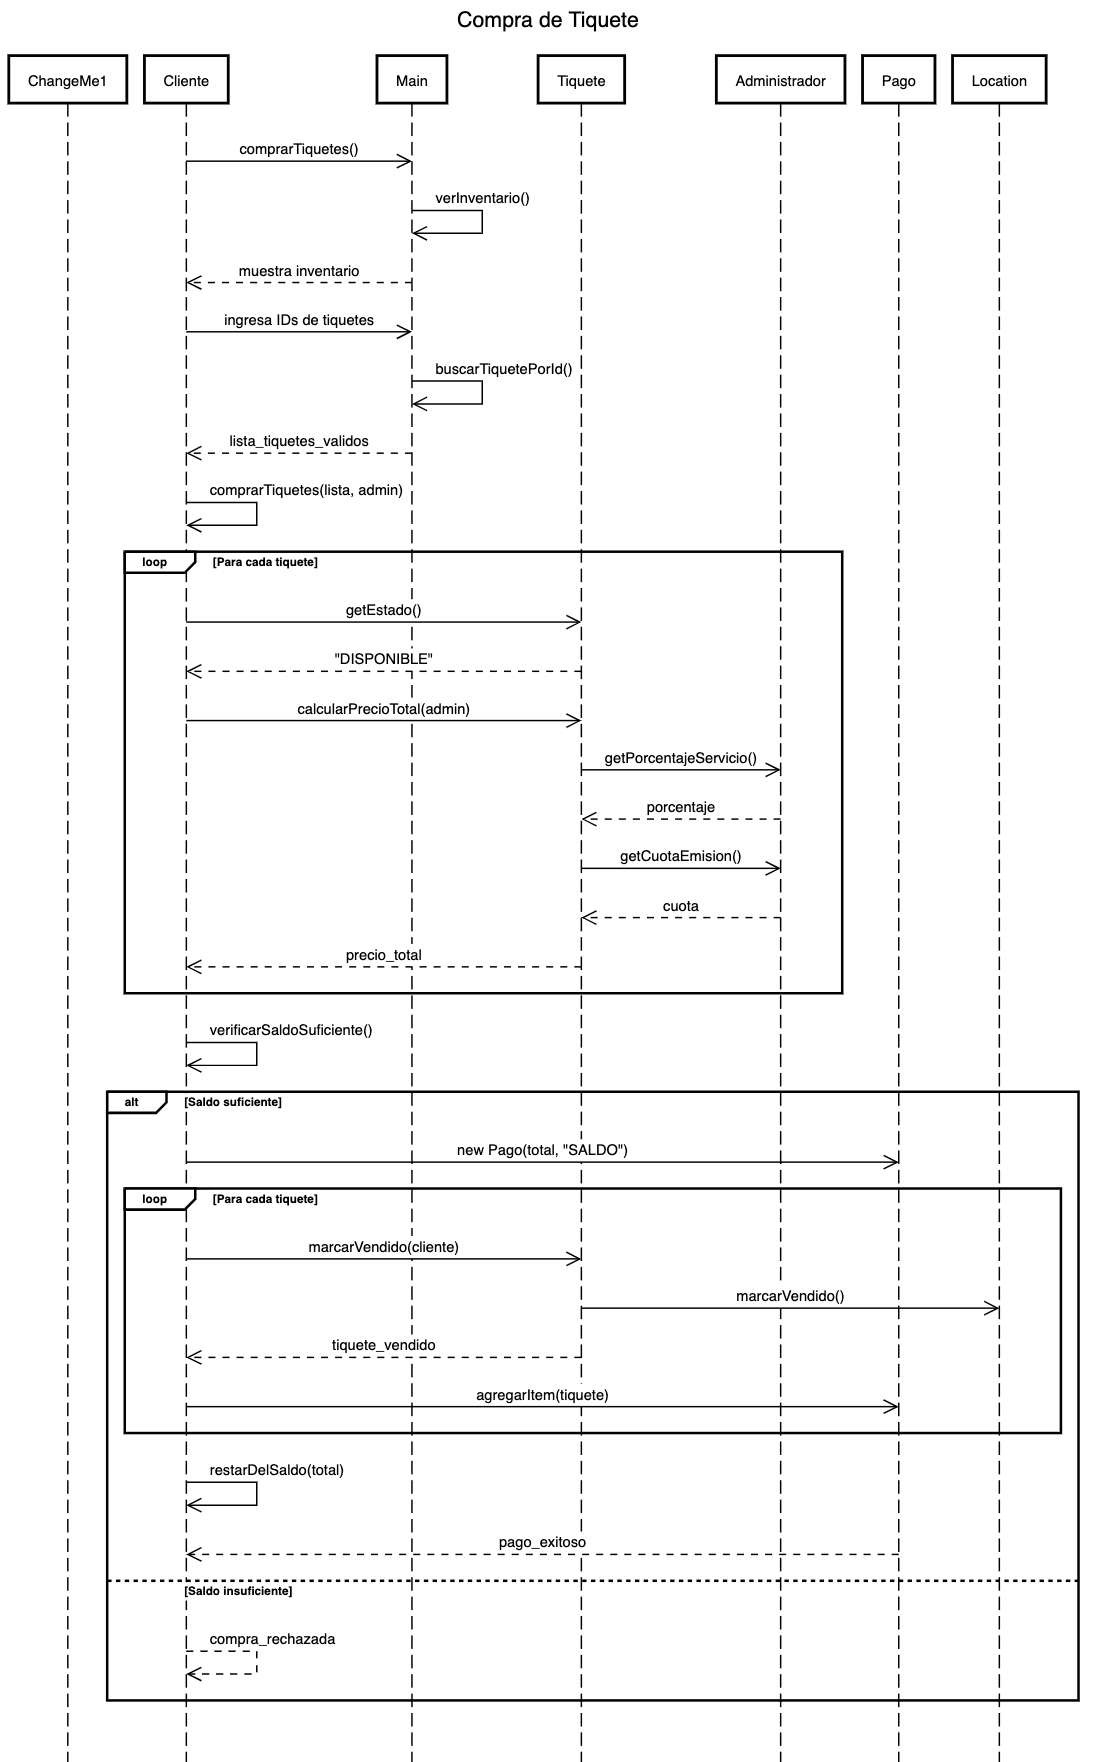 Compra de Tiquete
ChangeMe1
Cliente
Main
Tiquete
Administrador
Pago
Location
comprarTiquetes()
verInventario()
muestra inventario
ingresa IDs de tiquetes
buscarTiquetePorId()
lista_tiquetes_validos
comprarTiquetes(lista, admin)
loop
[Para cada tiquete]
getEstado()
"DISPONIBLE"
calcularPrecioTotal(admin)
getPorcentajeServicio()
porcentaje
getCuotaEmision()
cuota
precio_total
verificarSaldoSuficiente()
alt
[Saldo suficiente]
new Pago(total, "SALDO")
loop
[Para cada tiquete]
marcarVendido(cliente)
marcarVendido()
tiquete_vendido
agregarItem(tiquete)
restarDelSaldo(total)
pago_exitoso
[Saldo insuficiente]
compra_rechazada